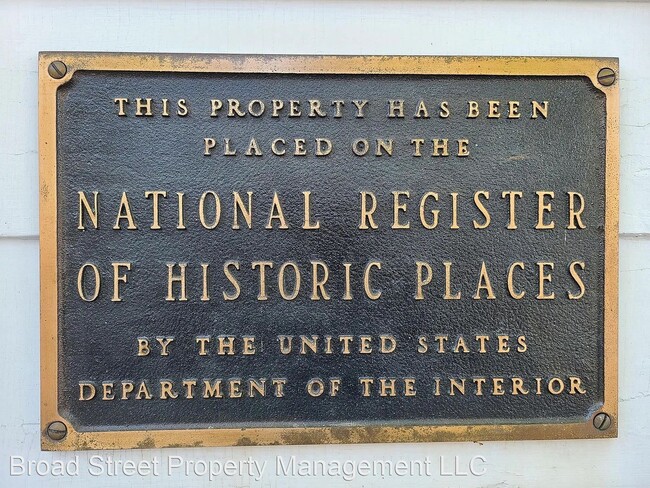 THIS PROPERTY HAS BEEN
PLACED ON THE
NATIONAL REGISTER
OF HISTORIC PLACES
BY THE UNITED STATES
DEPARTMENT OF THE INTERIOR
Broad Street Property Management LLC